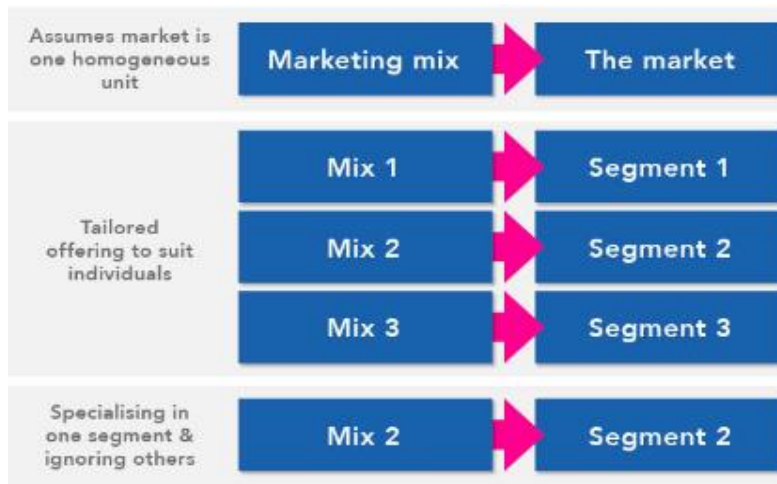 Assumes market is
one homogeneous
unit
Marketing mix
The market
Tailored
offering to suit
individuals
Mix 1
Segment 1
Mix 2
Segment 2
Mix 3
Segment 3
Specialising in
one segment &
ignoring others
Mix 2
Segment 2